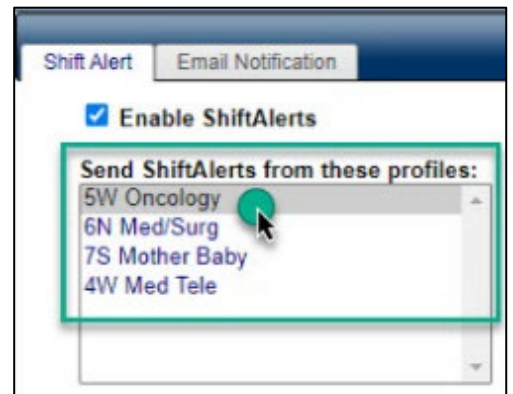 Shift Alert Email Notification
Enable ShiftAlerts
Send ShiftAlerts from these profiles:
5W Oncology
6N Med/Surg
7S Mother Baby
4W Med Tele